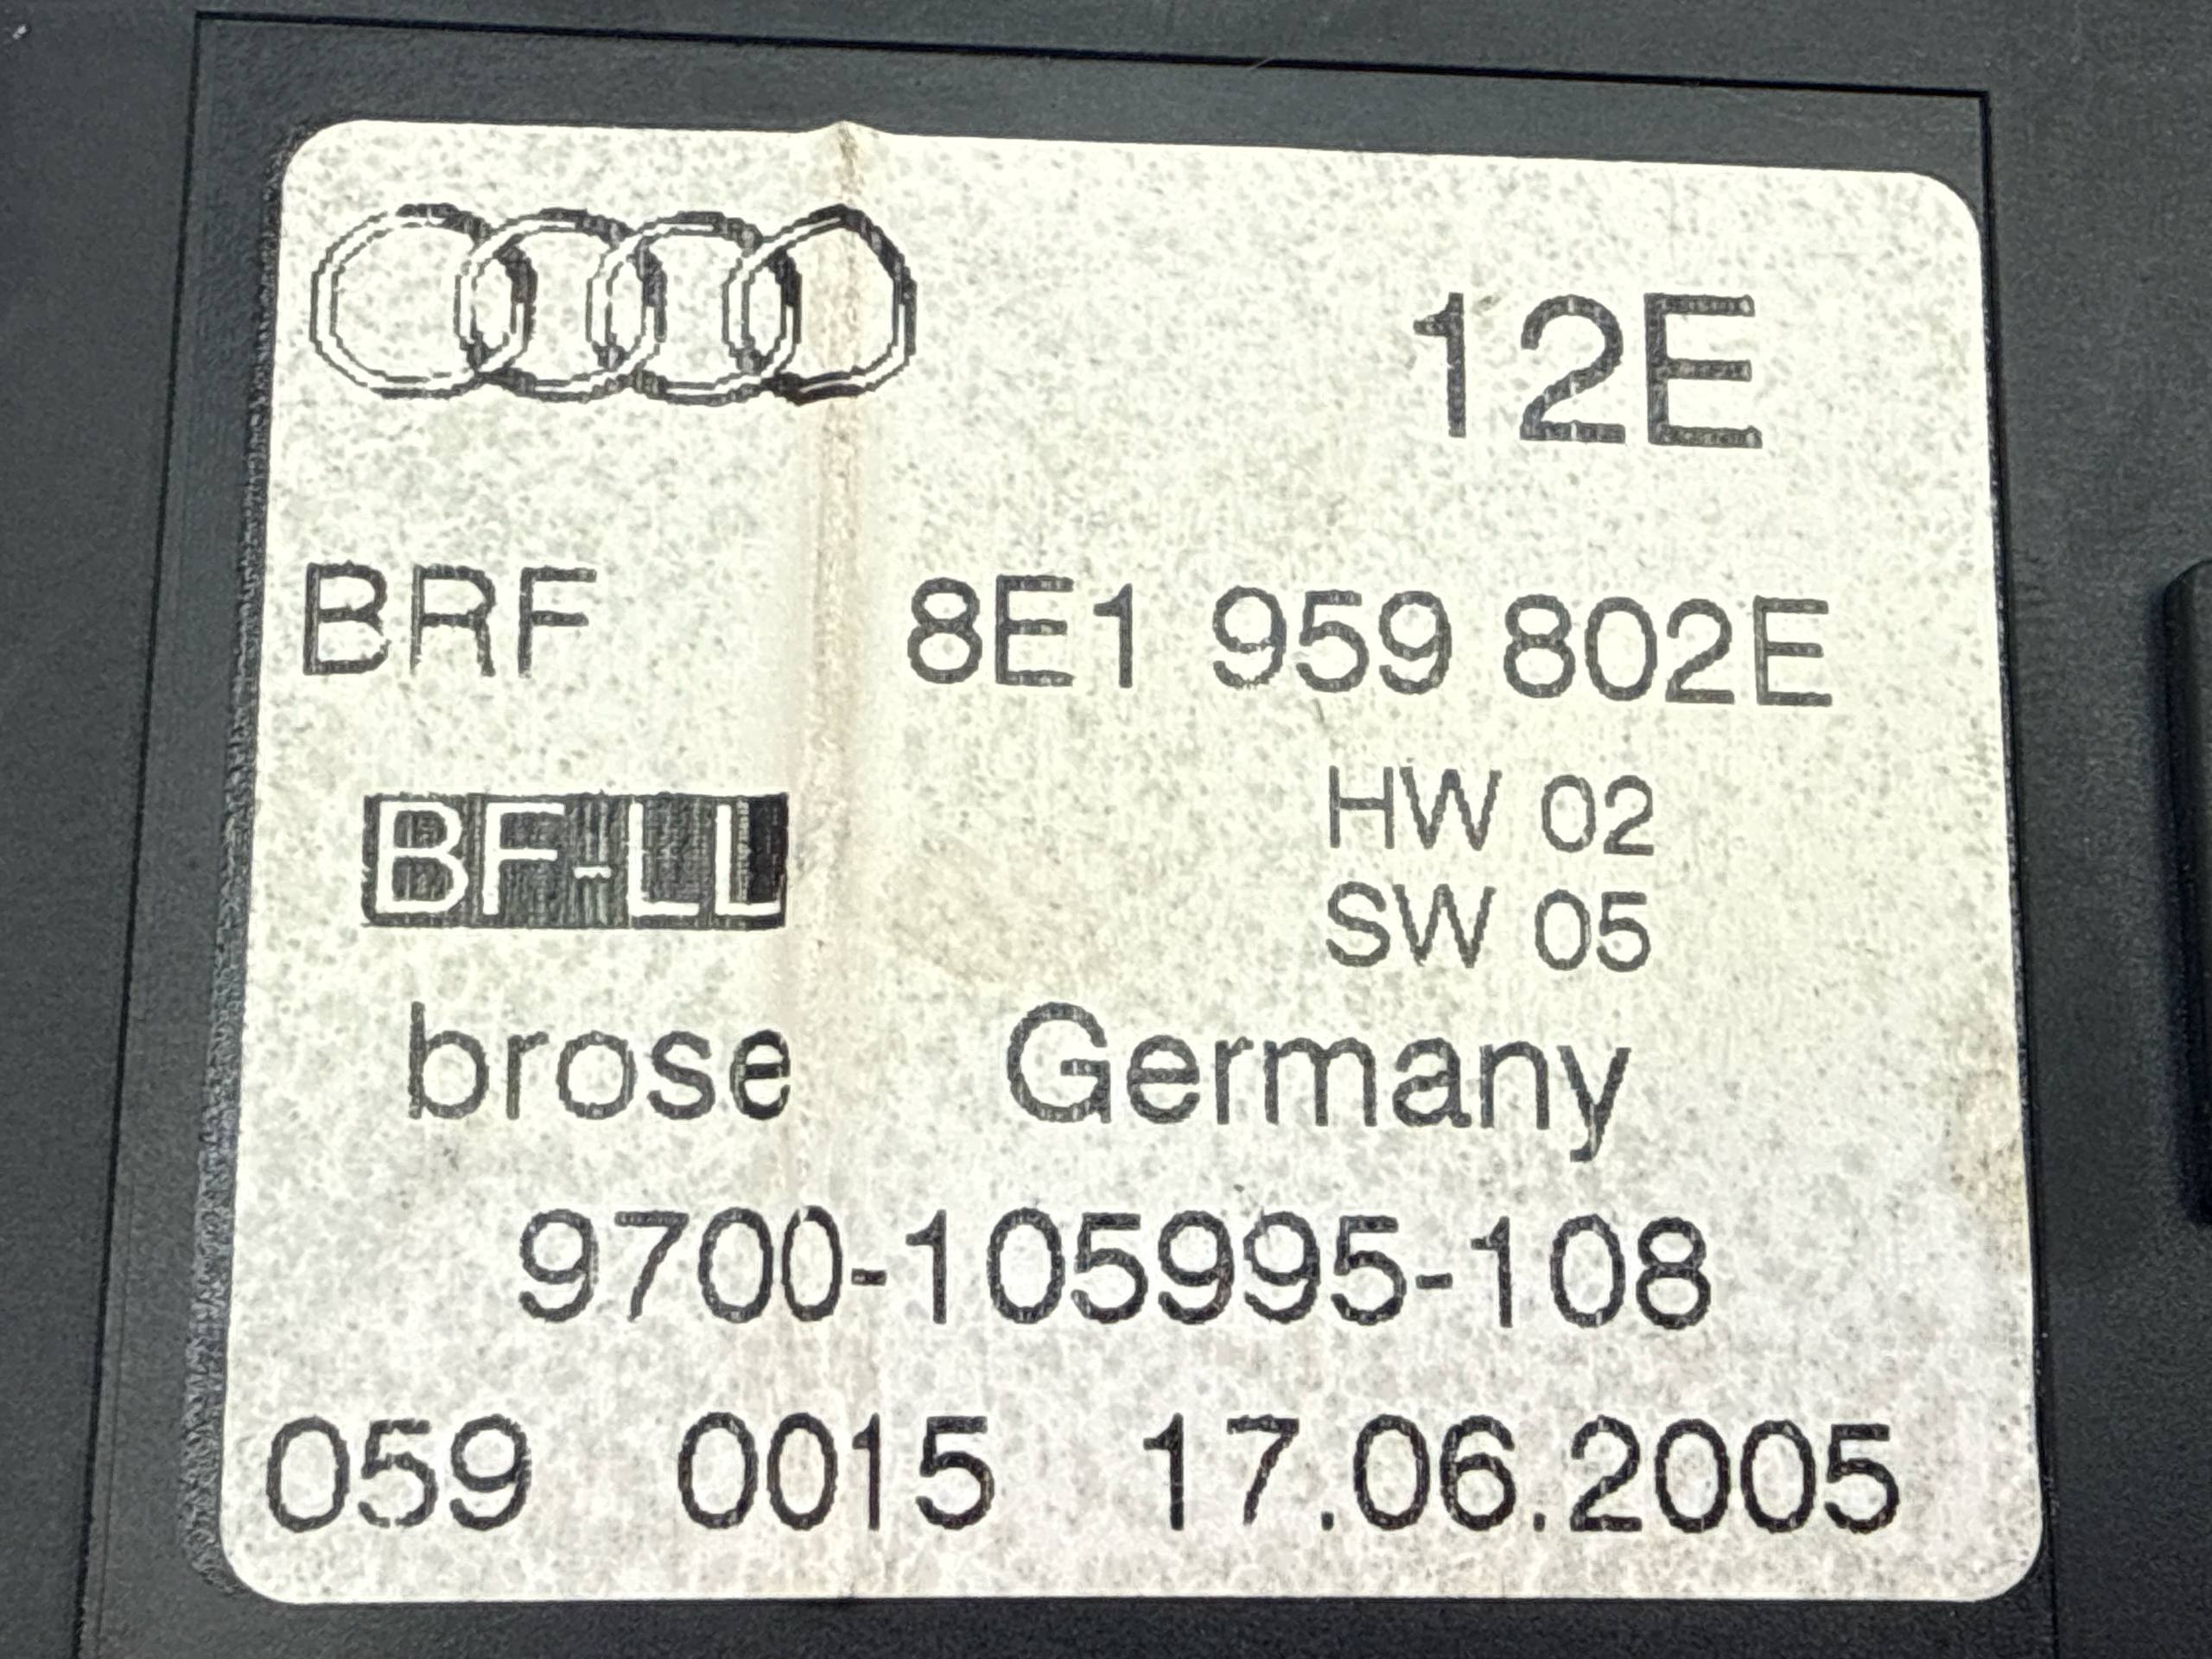 12E
BRF 8E1 959 802E
BF-LL HW 02
SW 05
brose Germany
9700-105995-108
059 0015 17.06.2005